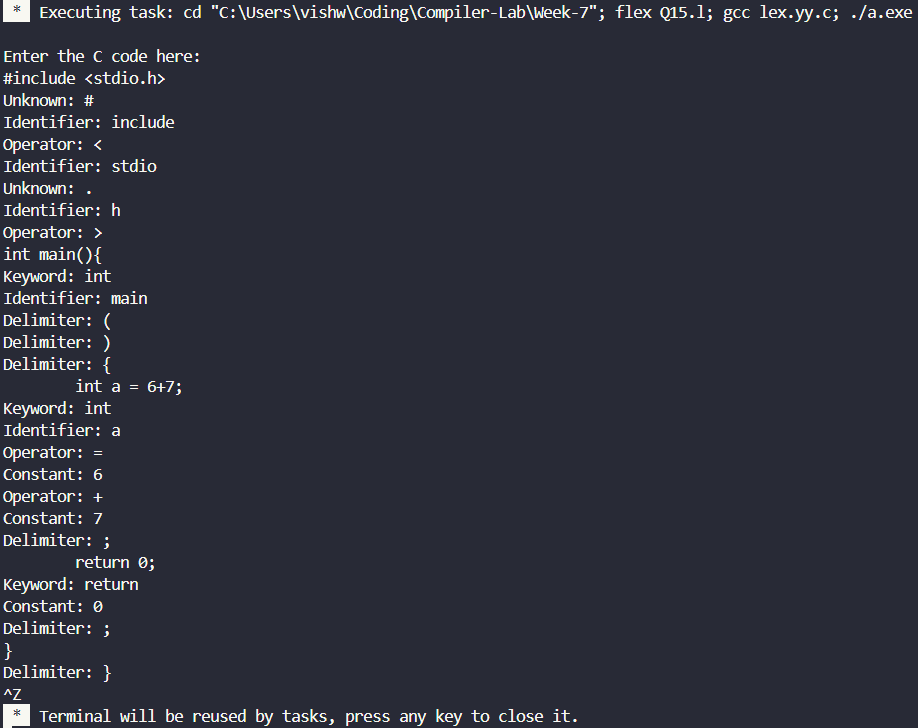 * Executing task: cd "C:\Users\vishw\Coding\Compiler-Lab\Week-7"; flex Q15.l; gcc lex.yy.c; ./a.exe
Enter the C code here:
#include <stdio.h>
Unknown: #
Identifier: include
Operator: <
Identifier: stdio
Unknown: .
Identifier: h
Operator: >
int main(){
Keyword: int
Identifier: main
Delimiter: (
Delimiter: )
Delimiter: {
        int a = 6+7;
Keyword: int
Identifier: a
Operator: =
Constant: 6
Operator: +
Constant: 7
Delimiter: ;
        return 0;
Keyword: return
Constant: 0
Delimiter: ;
}
Delimiter: }
^Z
* Terminal will be reused by tasks, press any key to close it.